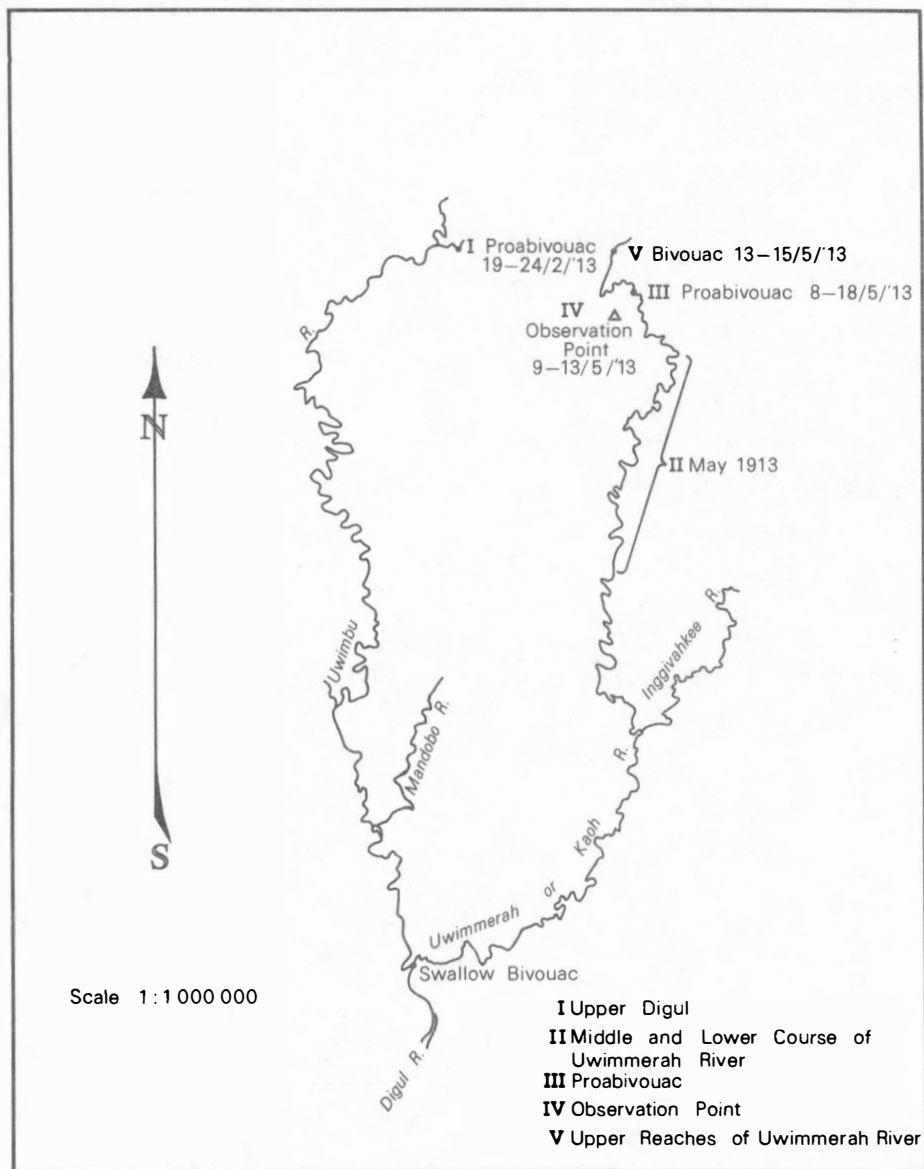 I Proabivouac
19–24/2/'13
V Bivouac 13–15/5/'13
III Proabivouac 8–18/5/'13
IV
Observation
Point
9–13/5/'13
R.
N
II May 1913
Uwimbu
Mandobo R.
Inggivahkee R.
S
Uwimmerah or Kaoh R.
Swallow Bivouac
Scale 1:1 000 000
Digul R.
I Upper Digul
II Middle and Lower Course of
Uwimmerah River
III Proabivouac
IV Observation Point
V Upper Reaches of Uwimmerah River